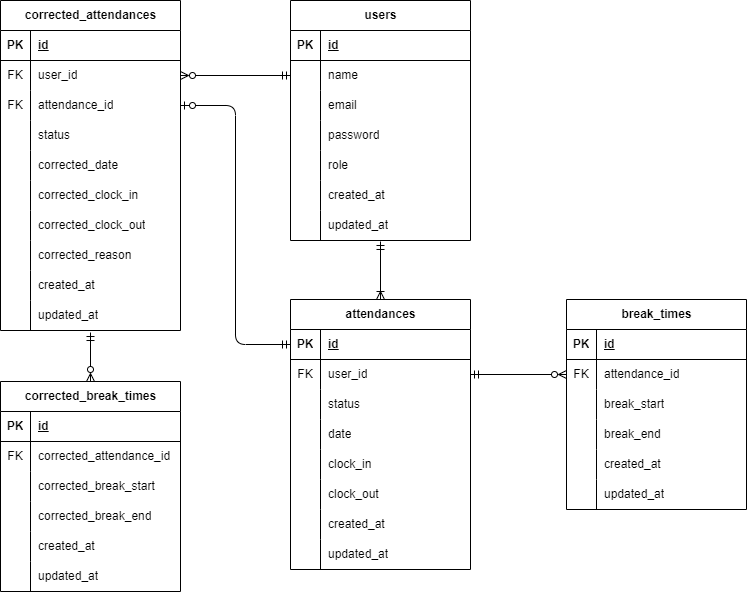 corrected_attendances
PK id
FK user_id
FK attendance_id
status
corrected_date
corrected_clock_in
corrected_clock_out
corrected_reason
created_at
updated_at
users
PK id
name
email
password
role
created_at
updated_at
attendances
PK id
FK user_id
status
date
clock_in
clock_out
created_at
updated_at
break_times
PK id
FK attendance_id
break_start
break_end
created_at
updated_at
corrected_break_times
PK id
FK corrected_attendance_id
corrected_break_start
corrected_break_end
created_at
updated_at